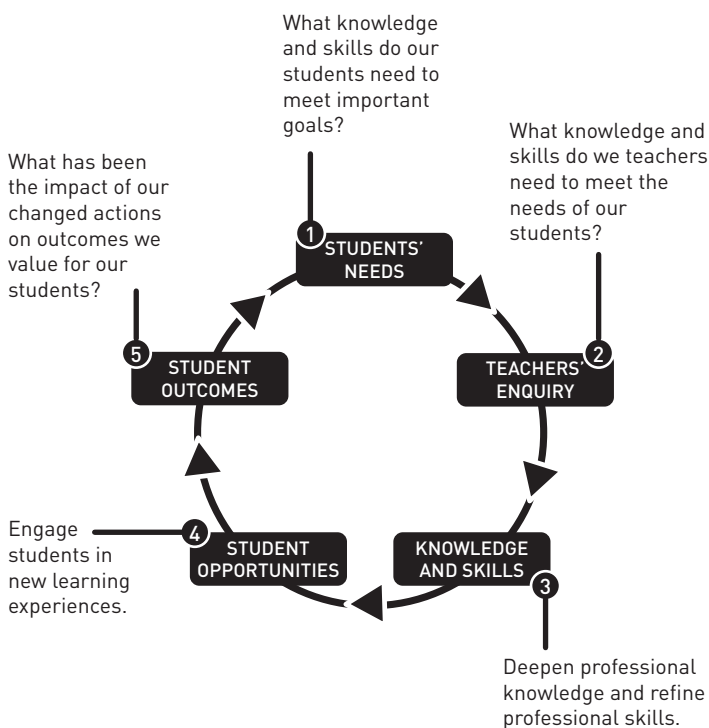 What knowledge
and skills do our
students need to
meet important
goals?
1
STUDENTS'
NEEDS
What knowledge and
skills do we teachers
need to meet the
needs of our
students?
2
TEACHERS'
ENQUIRY
3
KNOWLEDGE
AND SKILLS
Deepen professional
knowledge and refine
professional skills.
4
STUDENT
OPPORTUNITIES
Engage
students in
new learning
experiences.
What has been
the impact of our
changed actions
on outcomes we
value for our
students?
5
STUDENT
OUTCOMES